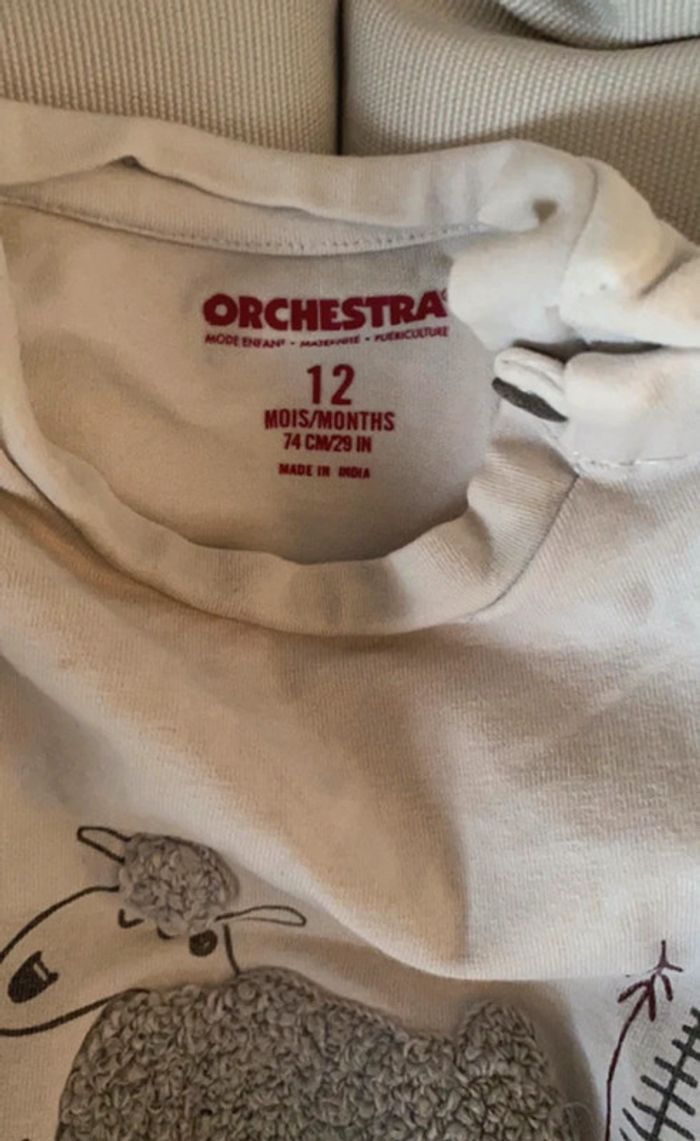 ORCHESTRA
MODE ENFANT - MATERNITÉ - PUÉRICULTURE
12
MOIS/MONTHS
74 CM/29 IN
MADE IN INDIA